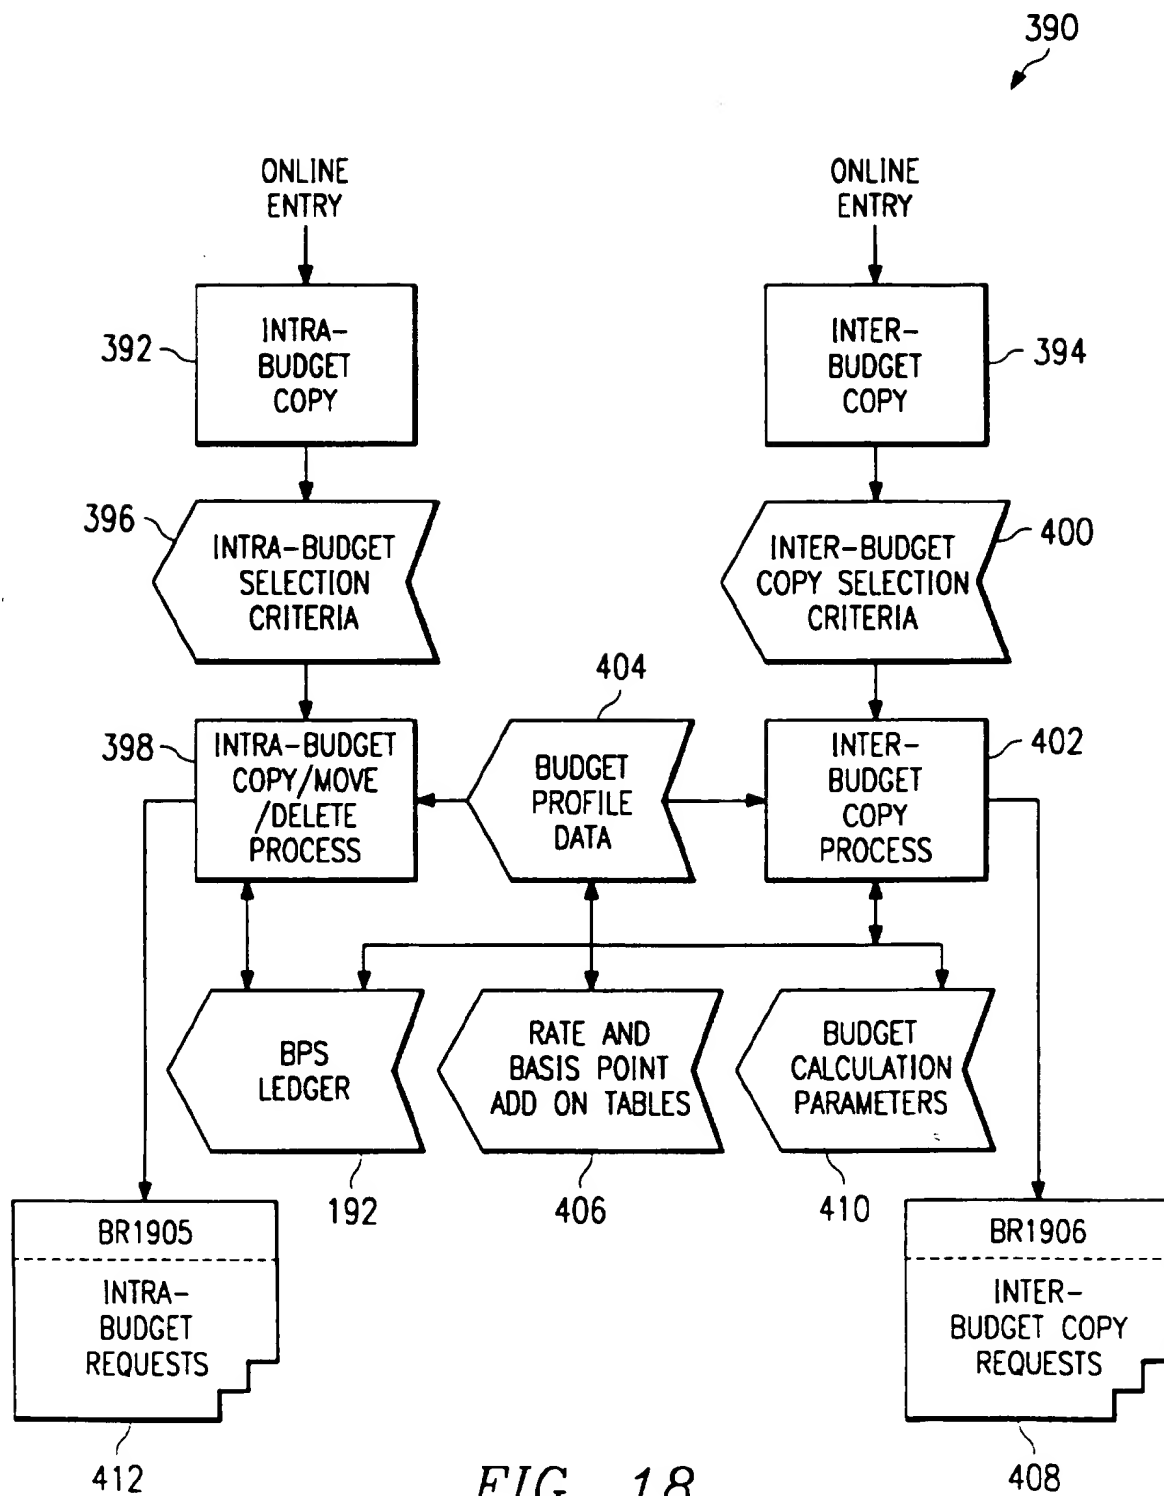 390
ONLINE
ENTRY
ONLINE
ENTRY
392
INTRA-
BUDGET
COPY
INTER-
BUDGET
COPY
394
396
INTRA-BUDGET
SELECTION
CRITERIA
INTER-BUDGET
COPY SELECTION
CRITERIA
400
404
398
INTRA-BUDGET
COPY/MOVE
/DELETE
PROCESS
BUDGET
PROFILE
DATA
INTER-
BUDGET
COPY
PROCESS
402
BPS
LEDGER
RATE AND
BASIS POINT
ADD ON TABLES
BUDGET
CALCULATION
PARAMETERS
192
406
410
BR1905
INTRA-
BUDGET
REQUESTS
BR1906
INTER-
BUDGET COPY
REQUESTS
412
408
FIG. 18